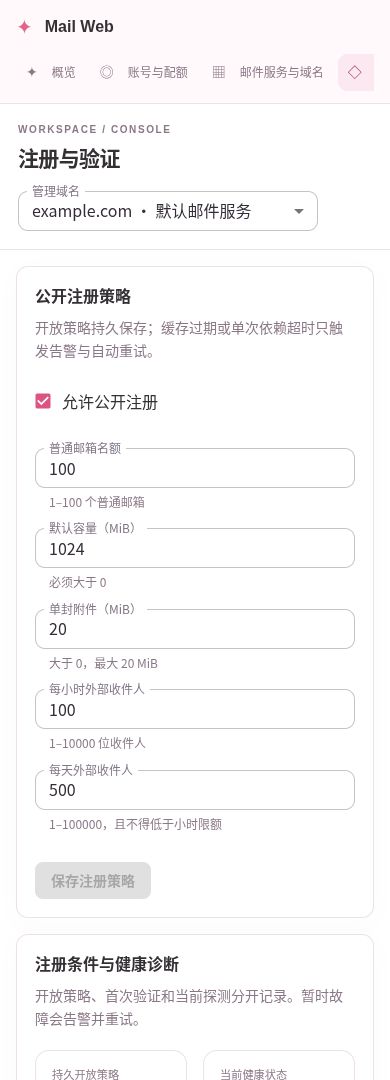 Mail Web
概览
账号与配额
邮件服务与域名
WORKSPACE / CONSOLE
注册与验证
管理域名
example.com · 默认邮件服务
公开注册策略
开放策略持久保存；缓存过期或单次依赖超时只触
发告警与自动重试。
允许公开注册
普通邮箱名额
100
1–100 个普通邮箱
默认容量（MiB）
1024
必须大于 0
单封附件（MiB）
20
大于 0，最大 20 MiB
每小时外部收件人
100
1–10000 位收件人
每天外部收件人
500
1–100000，且不得低于小时限额
保存注册策略
注册条件与健康诊断
开放策略、首次验证和当前探测分开记录。暂时故
障会告警并重试。
持久开放策略
当前健康状态